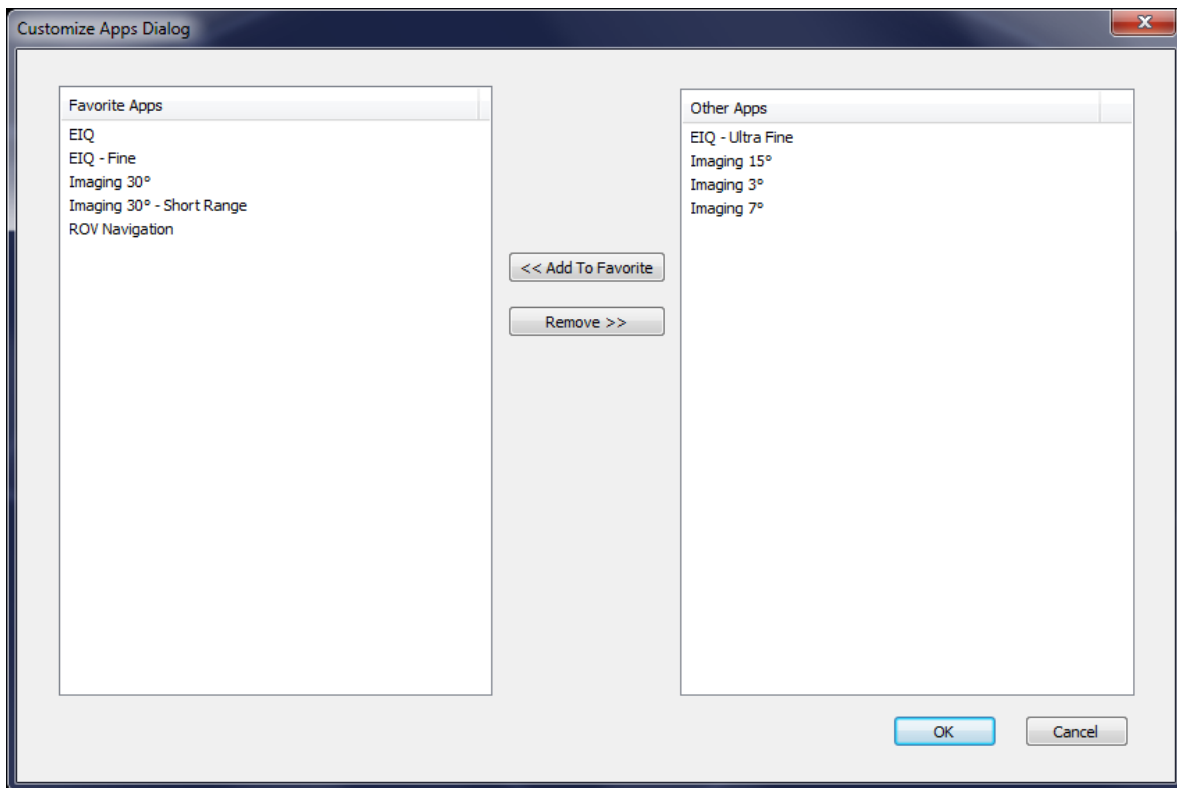 Customize Apps Dialog
Favorite Apps
EIQ
EIQ - Fine
Imaging 30°
Imaging 30° - Short Range
ROV Navigation
<< Add To Favorite
Remove >>
Other Apps
EIQ - Ultra Fine
Imaging 15°
Imaging 3°
Imaging 7°
OK
Cancel